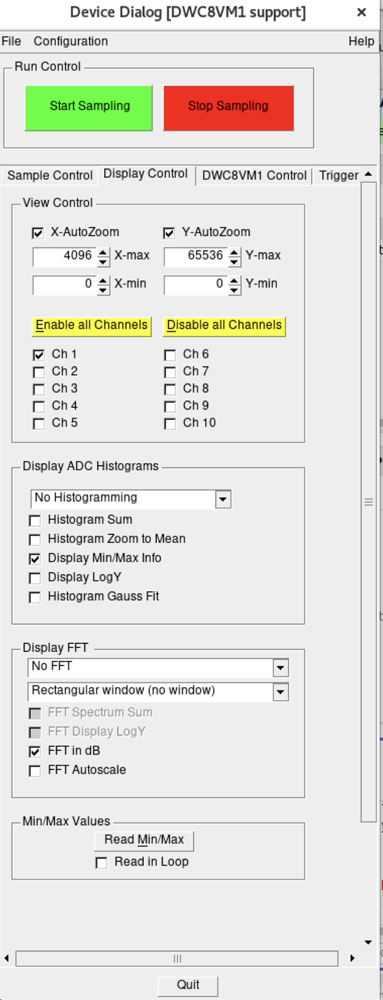 Device Dialog [DWC8VM1 support]
File Configuration Help
Run Control
Start Sampling Stop Sampling
Sample Control Display Control DWC8VM1 Control Trigger
View Control
X-AutoZoom Y-AutoZoom
4096 X-max 65536 Y-max
0 X-min 0 Y-min
Enable all Channels Disable all Channels
Ch 1 Ch 6
Ch 2 Ch 7
Ch 3 Ch 8
Ch 4 Ch 9
Ch 5 Ch 10
Display ADC Histograms
No Histogramming
Histogram Sum
Histogram Zoom to Mean
Display Min/Max Info
Display LogY
Histogram Gauss Fit
Display FFT
No FFT
Rectangular window (no window)
FFT Spectrum Sum
FFT Display LogY
FFT in dB
FFT Autoscale
Min/Max Values
Read Min/Max
Read in Loop
Quit